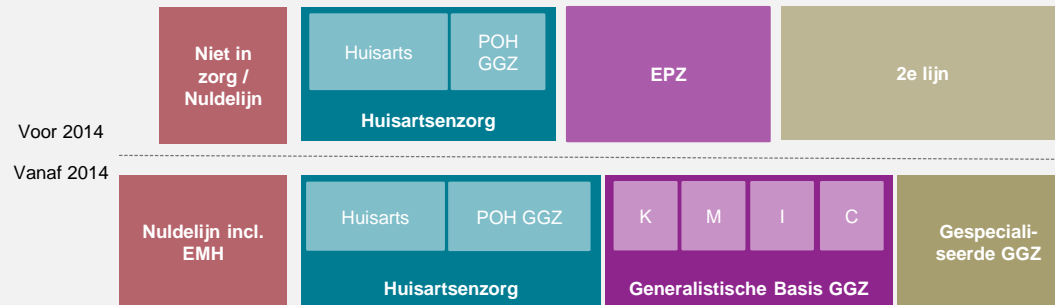 Niet in
zorg /
Nuldelijn
Huisarts
POH
GGZ
Huisartsenzorg
EPZ
2e lijn
Voor 2014
Vanaf 2014
Nuldelijn incl.
EMH
Huisarts
POH GGZ
Huisartsenzorg
K
M
I
C
Generalistische Basis GGZ
Gespeciali-
seerde GGZ